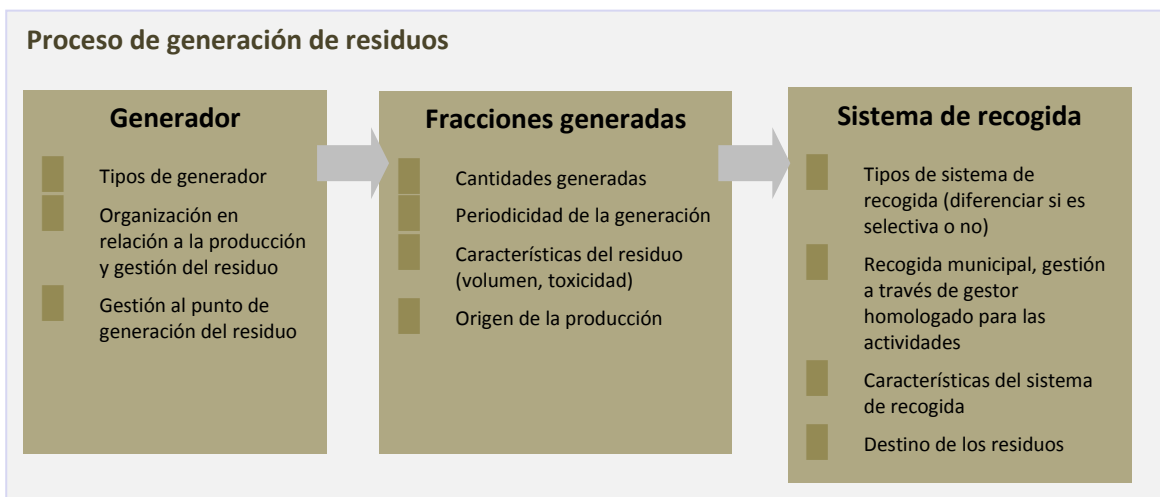 Proceso de generación de residuos
Generador
Tipos de generador
Organización en
relación a la producción
y gestión del residuo
Gestión al punto de
generación del residuo
Fracciones generadas
Cantidades generadas
Periodicidad de la generación
Características del residuo
(volumen, toxicidad)
Origen de la producción
Sistema de recogida
Tipos de sistema de
recogida (diferenciar si es
selectiva o no)
Recogida municipal, gestión
a través de gestor
homologado para las
actividades
Características del sistema
de recogida
Destino de los residuos